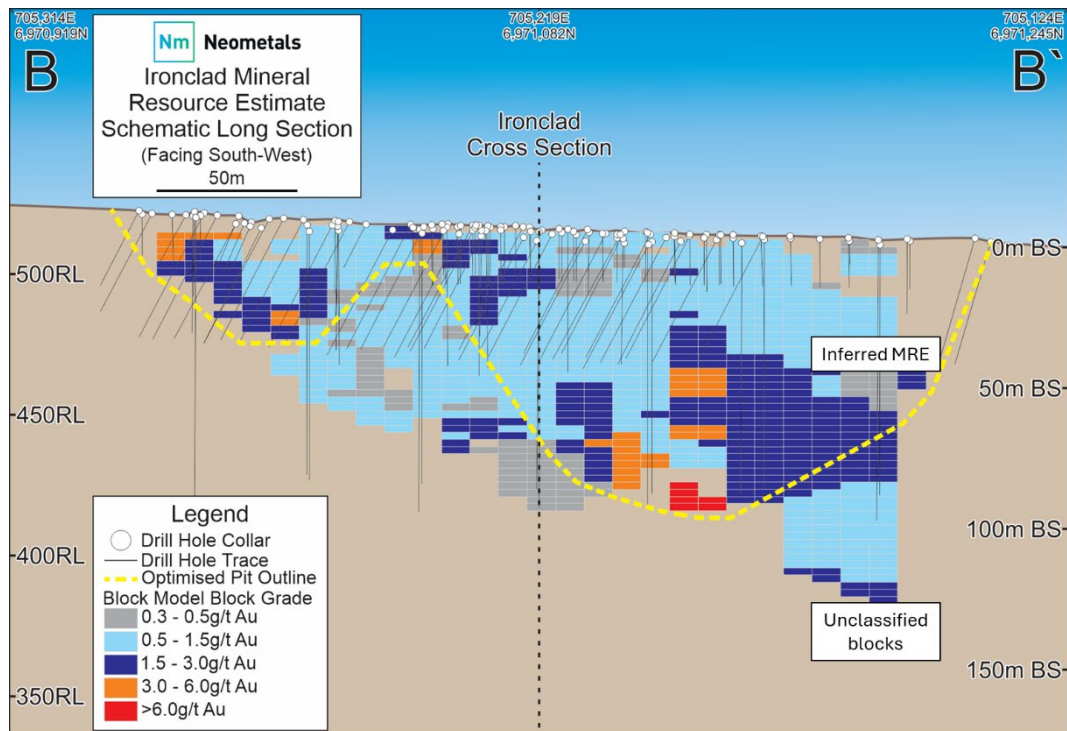 705,314E
6,970,919N
705,219E
6,971,082N
705,124E
6,971,245N
B
B`
Nm Neometals
Ironclad Mineral
Resource Estimate
Schematic Long Section
(Facing South-West)
50m
Ironclad
Cross Section
500RL
450RL
400RL
350RL
0m BS
50m BS
100m BS
150m BS
Inferred MRE
Unclassified
blocks
Legend
Drill Hole Collar
Drill Hole Trace
Optimised Pit Outline
Block Model Block Grade
0.3 - 0.5g/t Au
0.5 - 1.5g/t Au
1.5 - 3.0g/t Au
3.0 - 6.0g/t Au
>6.0g/t Au